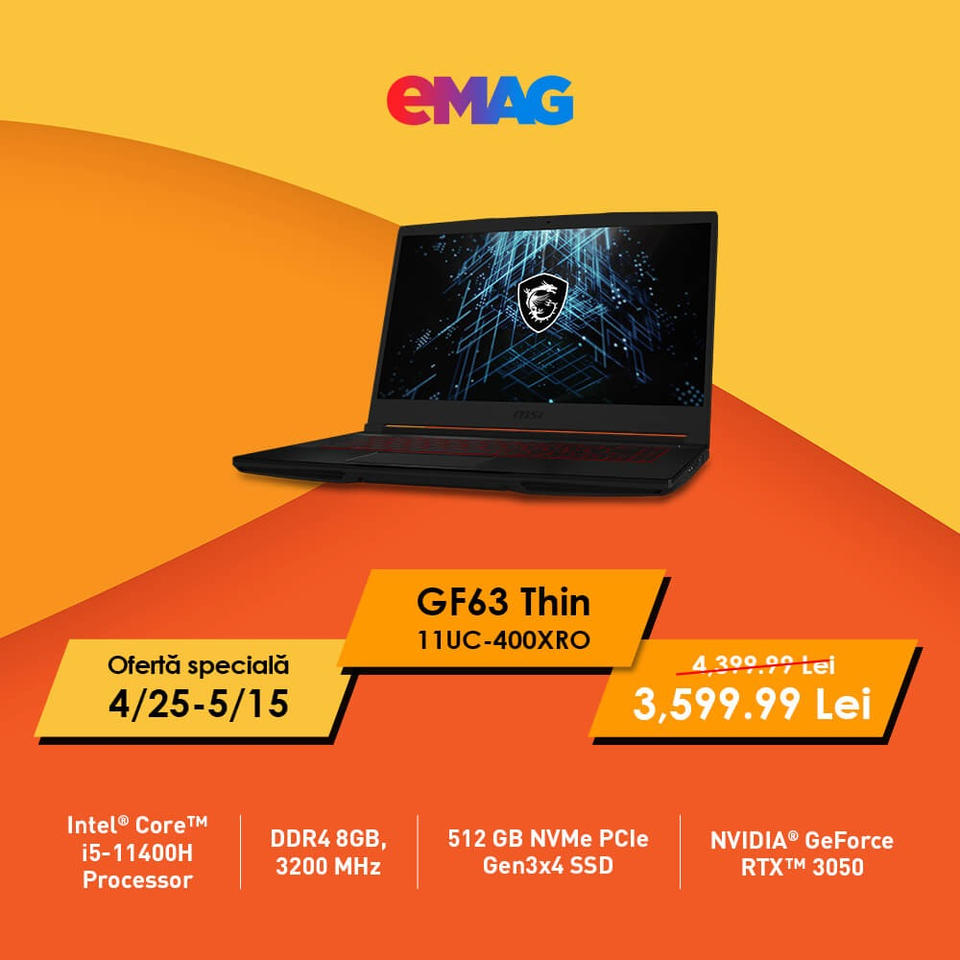 eMAG
msi
GF63 Thin
11UC-400XRO
Ofertă specială
4/25-5/15
4,399.99 Lei
3,599.99 Lei
Intel® Core™
i5-11400H
Processor
DDR4 8GB,
3200 MHz
512 GB NVMe PCIe
Gen3x4 SSD
NVIDIA® GeForce
RTX™ 3050